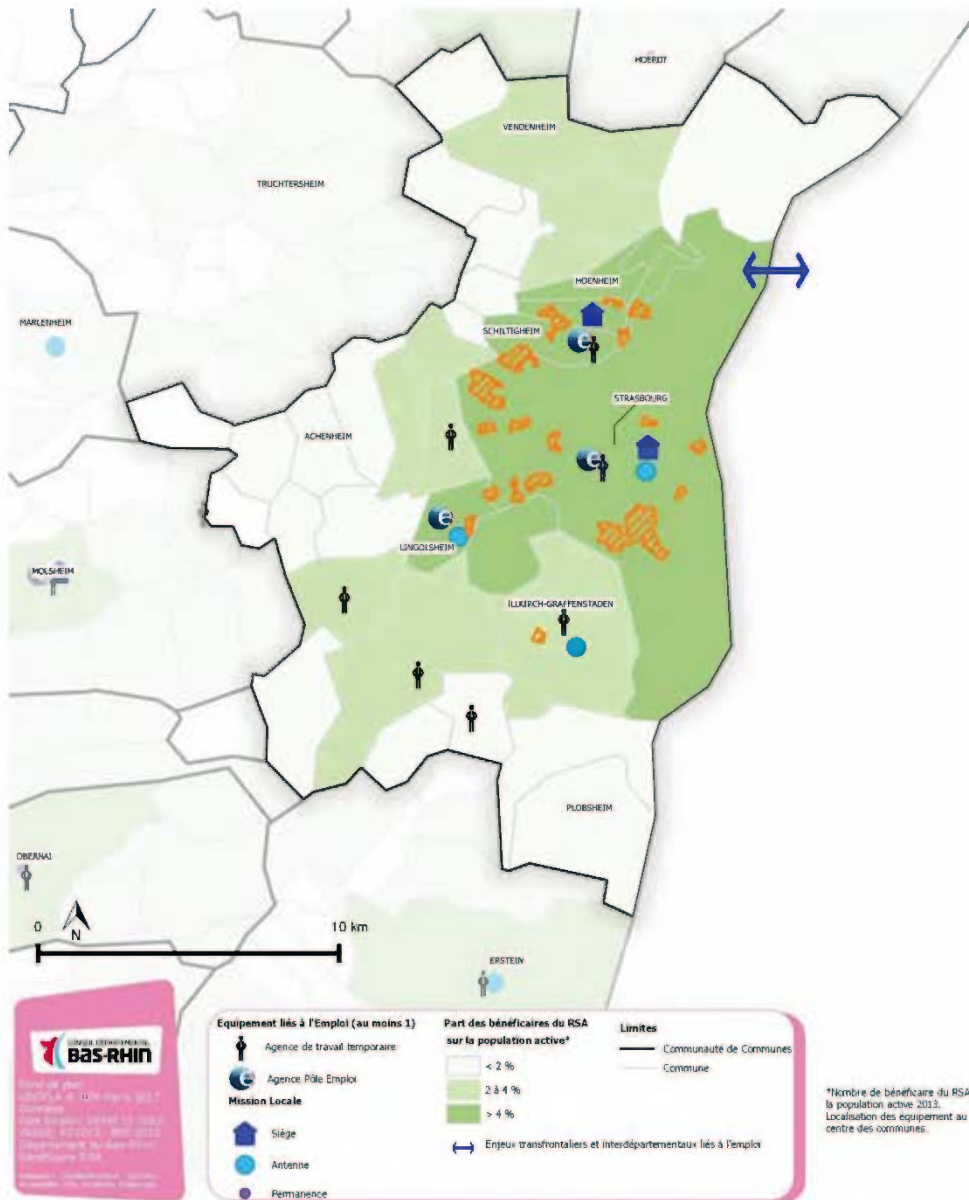 HOERDT
VENDENHEIM
TRUCHTERSHEIM
HOENHEIM
MARLENHEIM
SCHILTIGHEIM
STRASBOURG
ACHENHEIM
LINGOLSHEIM
MOLSHEIM
ILLKIRCH-GRAFFENSTADEN
PLOBSHEIM
OBERNAI
N
0 10 km
ERSTEIN
CONSEIL DÉPARTEMENTAL
BAS-RHIN
Equipement liés à l'Emploi (au moins 1)
Agence de travail temporaire
e Agence Pôle Emploi
Mission Locale
Siège
Antenne
Permanence
Part des bénéficiaires du RSA
sur la population active*
< 2 %
2 à 4 %
> 4 %
Enjeux transfrontaliers et interdépartementaux liés à l'emploi
Limites
Communauté de Communes
Commune
*Nombre de bénéficaire du RSA
la population active 2013.
Localisation des équipement au
centre des communes.